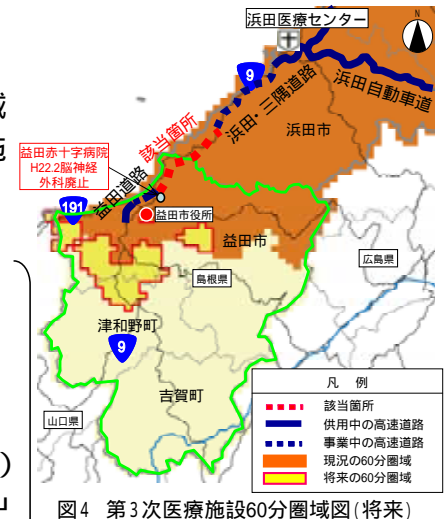 浜田医療センター
9
浜田・三隅道路
浜田自動車道
該当箇所
浜田市
益田赤十字病院
H22.2脳神経
外科廃止
益田道路
191
益田市役所
益田市
広島県
島根県
津和野町
9
吉賀町
山口県
凡 例
該当箇所
供用中の高速道路
事業中の高速道路
現況の60分圏域
将来の60分圏域
図4 第3次医療施設60分圏域図(将来)